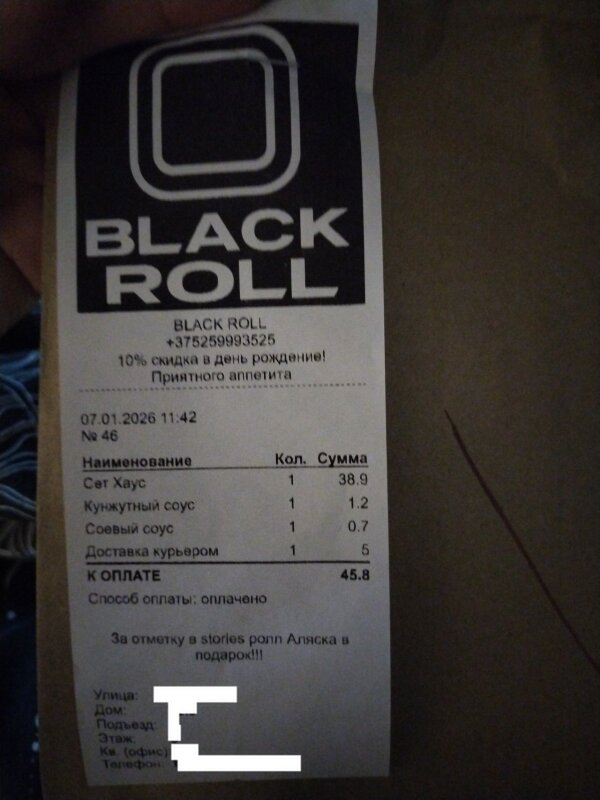 BLACK
ROLL
BLACK ROLL
+375259993525
10% скидка в день рождение!
Приятного аппетита
07.01.2026 11:42
№ 46
Наименование Кол. Сумма
Сет Хаус 1 38.9
Кунжутный соус 1 1.2
Соевый соус 1 0.7
Доставка курьером 1 5
К ОПЛАТЕ 45.8
Способ оплаты: оплачено
За отметку в stories ролл Аляска в
подарок!!!
Улица:
Дом:
Подъезд:
Этаж:
Кв. (офис)
Телефон: